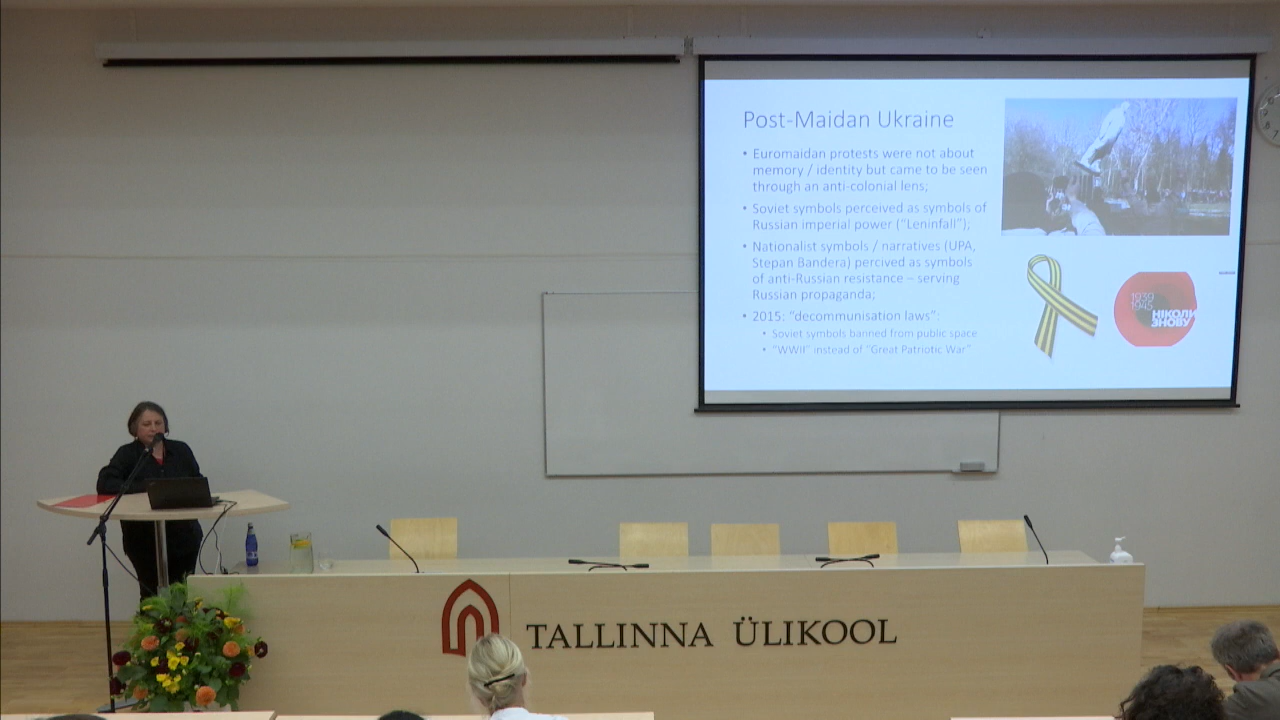 Post-Maidan Ukraine
• Euromaidan protests were not about
memory / identity but came to be seen
through an anti-colonial lens;
• Soviet symbols perceived as symbols of
Russian imperial power (“Leninfall”);
• Nationalist symbols / narratives (UPA,
Stepan Bandera) percived as symbols
of anti-Russian resistance – serving
Russian propaganda;
• 2015: “decommunisation laws”:
• Soviet symbols banned from public space
• “WWII” instead of “Great Patriotic War”
1939
1945
НІКОЛИ
ЗНОВУ
TALLINNA ÜLIKOOL